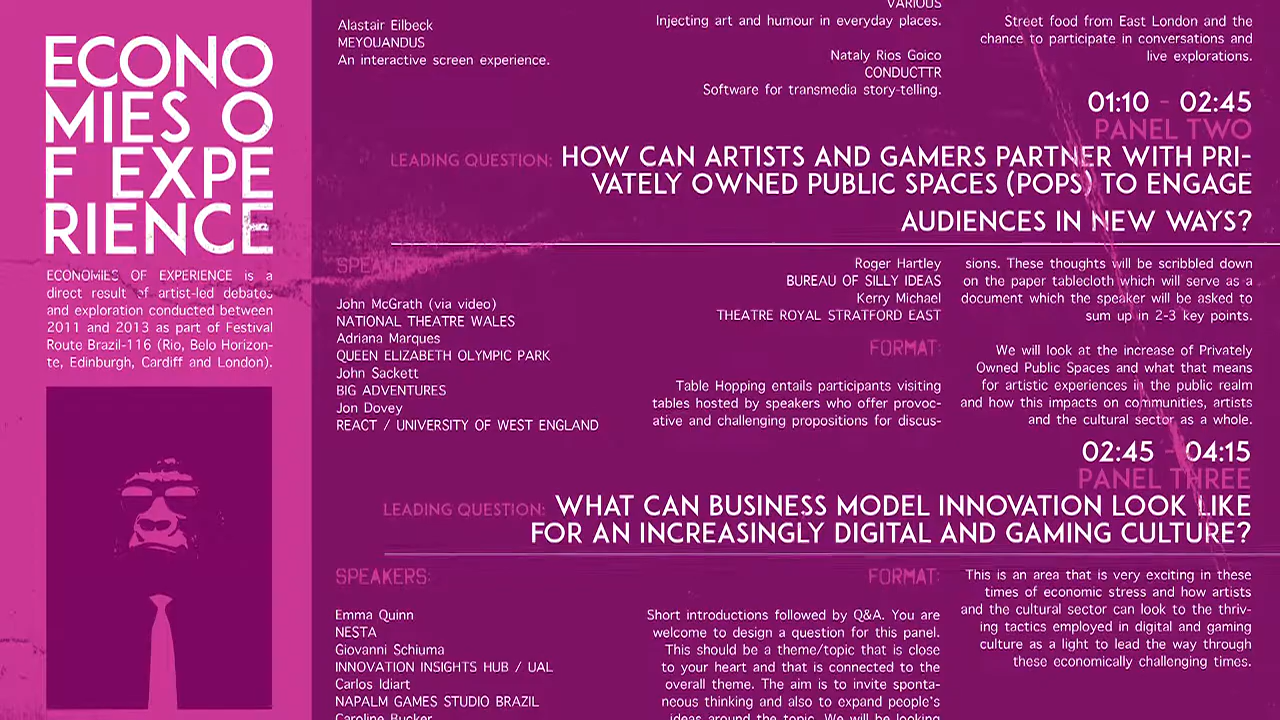 ECONO
MIES O
F EXPE
RIENCE
ECONOMIES OF EXPERIENCE is a
direct result of artist-led debates
and exploration conducted between
2011 and 2013 as part of Festival
Route Brazil-116 (Rio, Belo Horizon-
te, Edinburgh, Cardiff and London).
Alastair Eilbeck
MEYOUANDUS
An interactive screen experience.
VARIOUS
Injecting art and humour in everyday places.
Nataly Rios Goico
CONDUCTTR
Software for transmedia story-telling.
Street food from East London and the
chance to participate in conversations and
live explorations.
01:10 - 02:45
PANEL TWO
LEADING QUESTION: HOW CAN ARTISTS AND GAMERS PARTNER WITH PRI-
VATELY OWNED PUBLIC SPACES (POPS) TO ENGAGE
AUDIENCES IN NEW WAYS?
SPEAKERS:
John McGrath (via video)
NATIONAL THEATRE WALES
Adriana Marques
QUEEN ELIZABETH OLYMPIC PARK
John Sackett
BIG ADVENTURES
Jon Dovey
REACT / UNIVERSITY OF WEST ENGLAND
Roger Hartley
BUREAU OF SILLY IDEAS
Kerry Michael
THEATRE ROYAL STRATFORD EAST
FORMAT:
Table Hopping entails participants visiting
tables hosted by speakers who offer provoc-
ative and challenging propositions for discus-
sions. These thoughts will be scribbled down
on the paper tablecloth which will serve as a
document which the speaker will be asked to
sum up in 2-3 key points.
We will look at the increase of Privately
Owned Public Spaces and what that means
for artistic experiences in the public realm
and how this impacts on communities, artists
and the cultural sector as a whole.
02:45 - 04:15
PANEL THREE
LEADING QUESTION: WHAT CAN BUSINESS MODEL INNOVATION LOOK LIKE
FOR AN INCREASINGLY DIGITAL AND GAMING CULTURE?
SPEAKERS:
Emma Quinn
NESTA
Giovanni Schiuma
INNOVATION INSIGHTS HUB / UAL
Carlos Idiart
NAPALM GAMES STUDIO BRAZIL
Caroline Bucker
FORMAT:
Short introductions followed by Q&A. You are
welcome to design a question for this panel.
This should be a theme/topic that is close
to your heart and that is connected to the
overall theme. The aim is to invite sponta-
neous thinking and also to expand people's
ideas around the topic. We will be looking
This is an area that is very exciting in these
times of economic stress and how artists
and the cultural sector can look to the thriv-
ing tactics employed in digital and gaming
culture as a light to lead the way through
these economically challenging times.